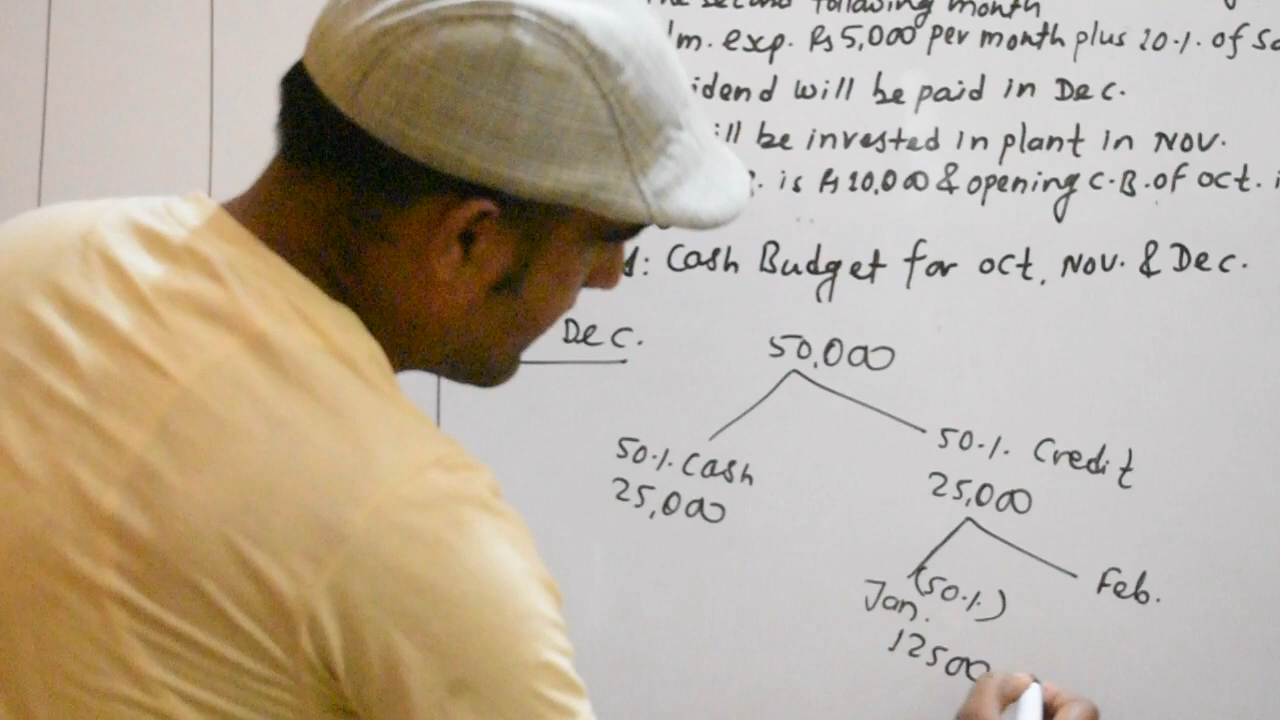 second following month
m. exp. Rs 5,000 per month plus 20.%. of
idend will be paid in Dec.
ill be invested in plant in Nov.
. is Rs 10,000 & opening C.B. of oct. i
: Cash Budget for oct, Nov. & Dec.
Dec.
50,000
50.%. Cash
25,000
50.%. Credit
25,000
(50.%.)
Jan.
12500
Feb.